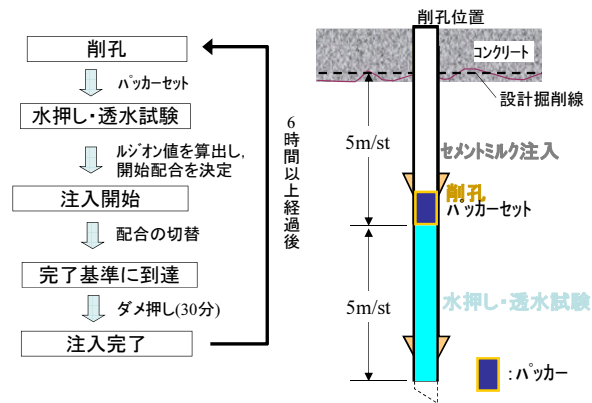 削孔
パッカーセット
水押し・透水試験
ルジオン値を算出し，
開始配合を決定
注入開始
配合の切替
完了基準に到達
ダメ押し(30分)
注入完了
6時間以上経過後
削孔位置
コンクリート
設計掘削線
5m/st
セメントミルク注入
削孔
パッカーセット
5m/st
水押し・透水試験
：パッカー